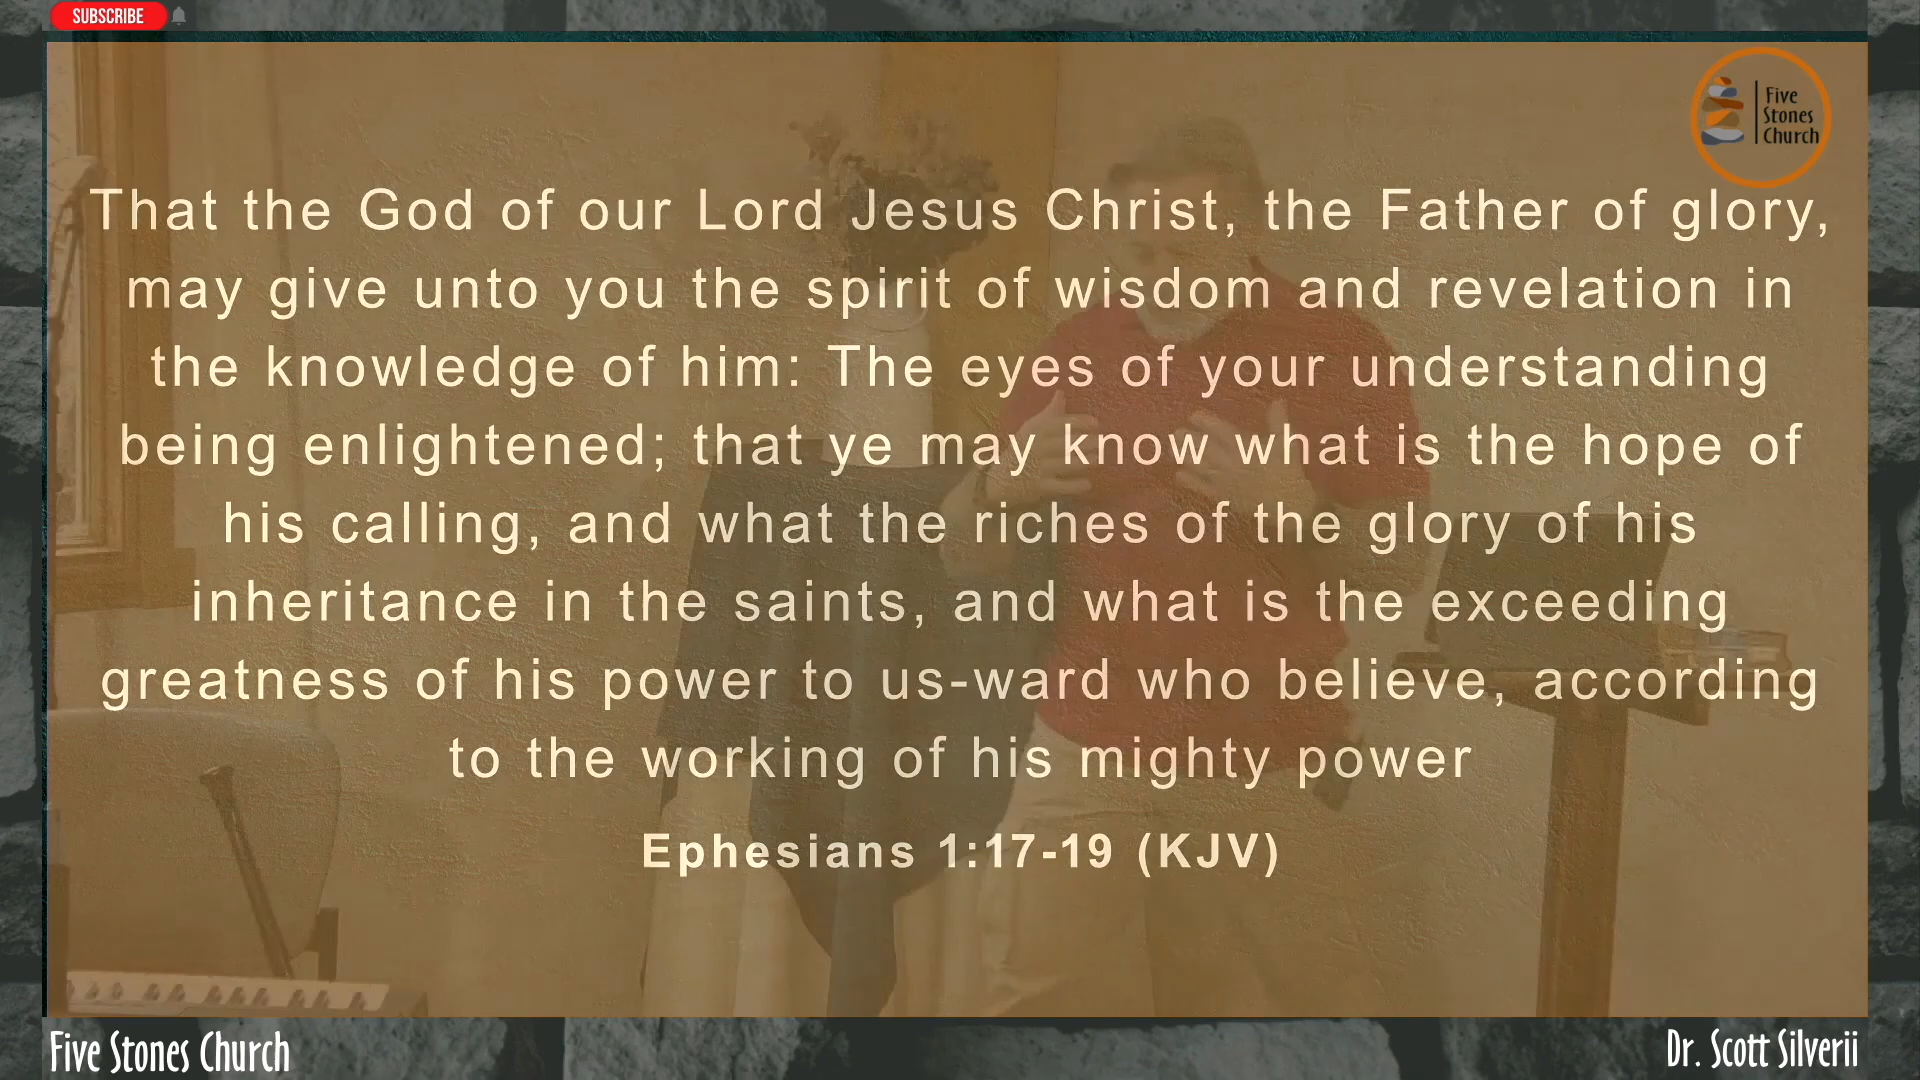 SUBSCRIBE
Five
Stones
Church
That the God of our Lord Jesus Christ, the Father of glory,
may give unto you the spirit of wisdom and revelation in
the knowledge of him: The eyes of your understanding
being enlightened; that ye may know what is the hope of
his calling, and what the riches of the glory of his
inheritance in the saints, and what is the exceeding
greatness of his power to us-ward who believe, according
to the working of his mighty power
Ephesians 1:17-19 (KJV)
Five Stones Church
Dr. Scott Silverii